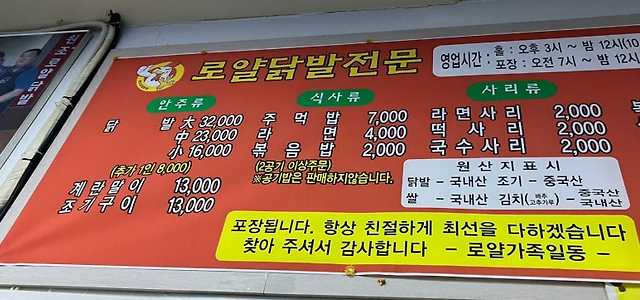 원조 로얄닭발
로얄닭발전문
영업시간 : 홀 : 오후 3시 ~ 밤 12시(10
포장 : 오전 7시 ~ 밤 12시
안주류
닭 발 大 32,000
中 23,000
小 16,000
(추가 1인 8,000)
계란말이 13,000
조기구이 13,000
식사류
주먹밥 7,000
라면 4,000
볶음밥 2,000
(2공기 이상주문)
※공기밥은 판매하지않습니다.
사리류
라면사리 2,000
떡사리 2,000
국수사리 2,000
원산지표시
닭발 - 국내산 조기 - 중국산
쌀 - 국내산 김치(배추 고추가루) - 중국산 국내산
포장됩니다. 항상 친절하게 최선을 다하겠습니다
찾아 주셔서 감사합니다 - 로얄가족일동 -